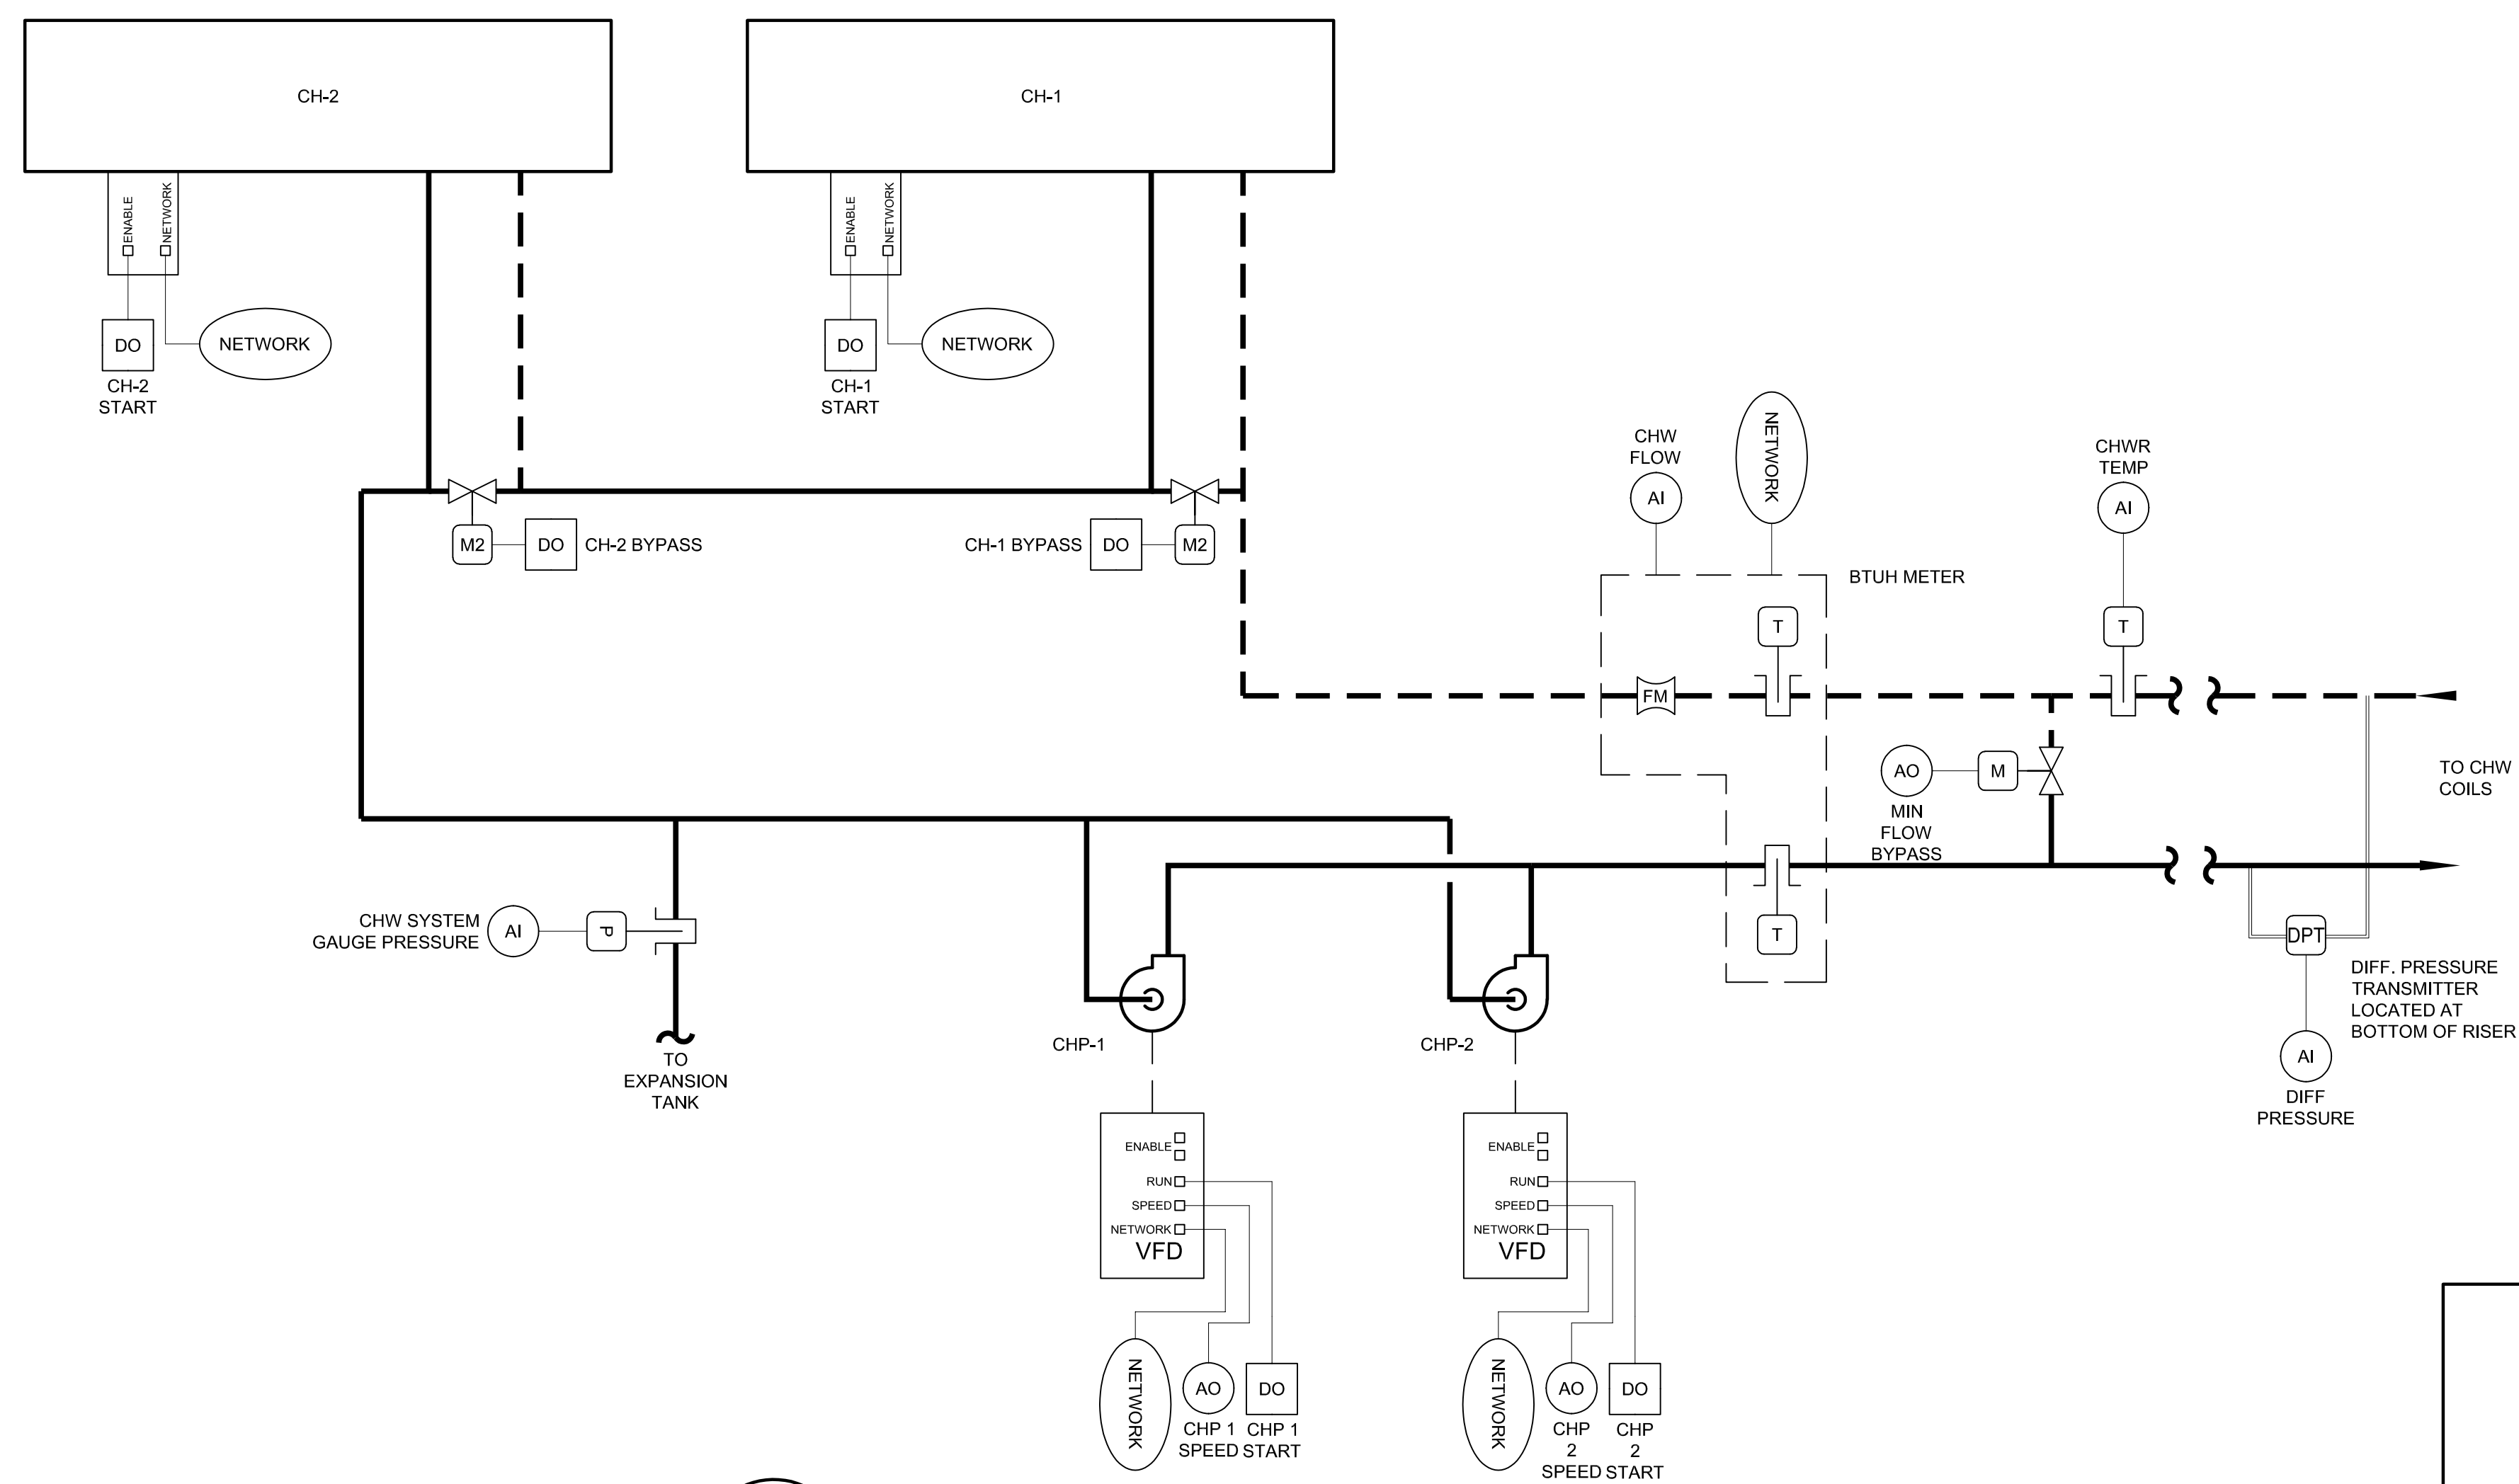 CH-2
CH-1
ENABLE
NETWORK
ENABLE
NETWORK
DO
NETWORK
CH-2
START
DO
NETWORK
CH-1
START
M2
DO
CH-2 BYPASS
CH-1 BYPASS
DO
M2
CHW
FLOW
AI
NETWORK
CHWR
TEMP
AI
BTUH METER
T
T
FM
AO
M
MIN
FLOW
BYPASS
TO CHW
COILS
CHW SYSTEM
GAUGE PRESSURE
AI
P
T
DPT
DIFF. PRESSURE
TRANSMITTER
LOCATED AT
BOTTOM OF RISER
AI
DIFF
PRESSURE
TO
EXPANSION
TANK
CHP-1
CHP-2
ENABLE
RUN
SPEED
NETWORK
VFD
ENABLE
RUN
SPEED
NETWORK
VFD
NETWORK
AO
CHP 1
SPEED
DO
CHP 1
START
NETWORK
AO
CHP
2
SPEED
DO
CHP
2
START